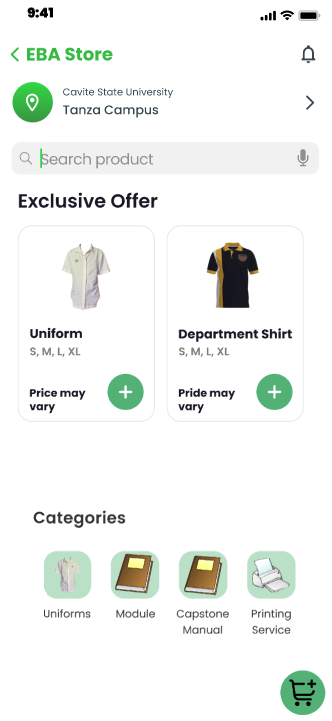 9:41
EBA Store
Cavite State University
Tanza Campus
Search product
Exclusive Offer
Uniform
S, M, L, XL
Price may
vary
Department Shirt
S, M, L, XL
Pride may
vary
Categories
Uniforms
Module
Capstone
Manual
Printing
Service